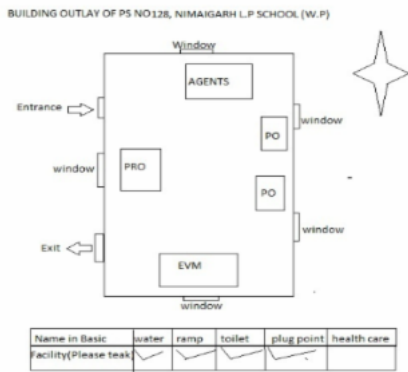 BUILDING OUTLAY OF PS NO128, NIMAIGARH L.P SCHOOL (W.P)
Window
AGENTS
Entrance
window
PO
window
PRO
PO
window
Exit
EVM
window
Name in Basic water ramp toilet plug point health care
Facility(Please teak)